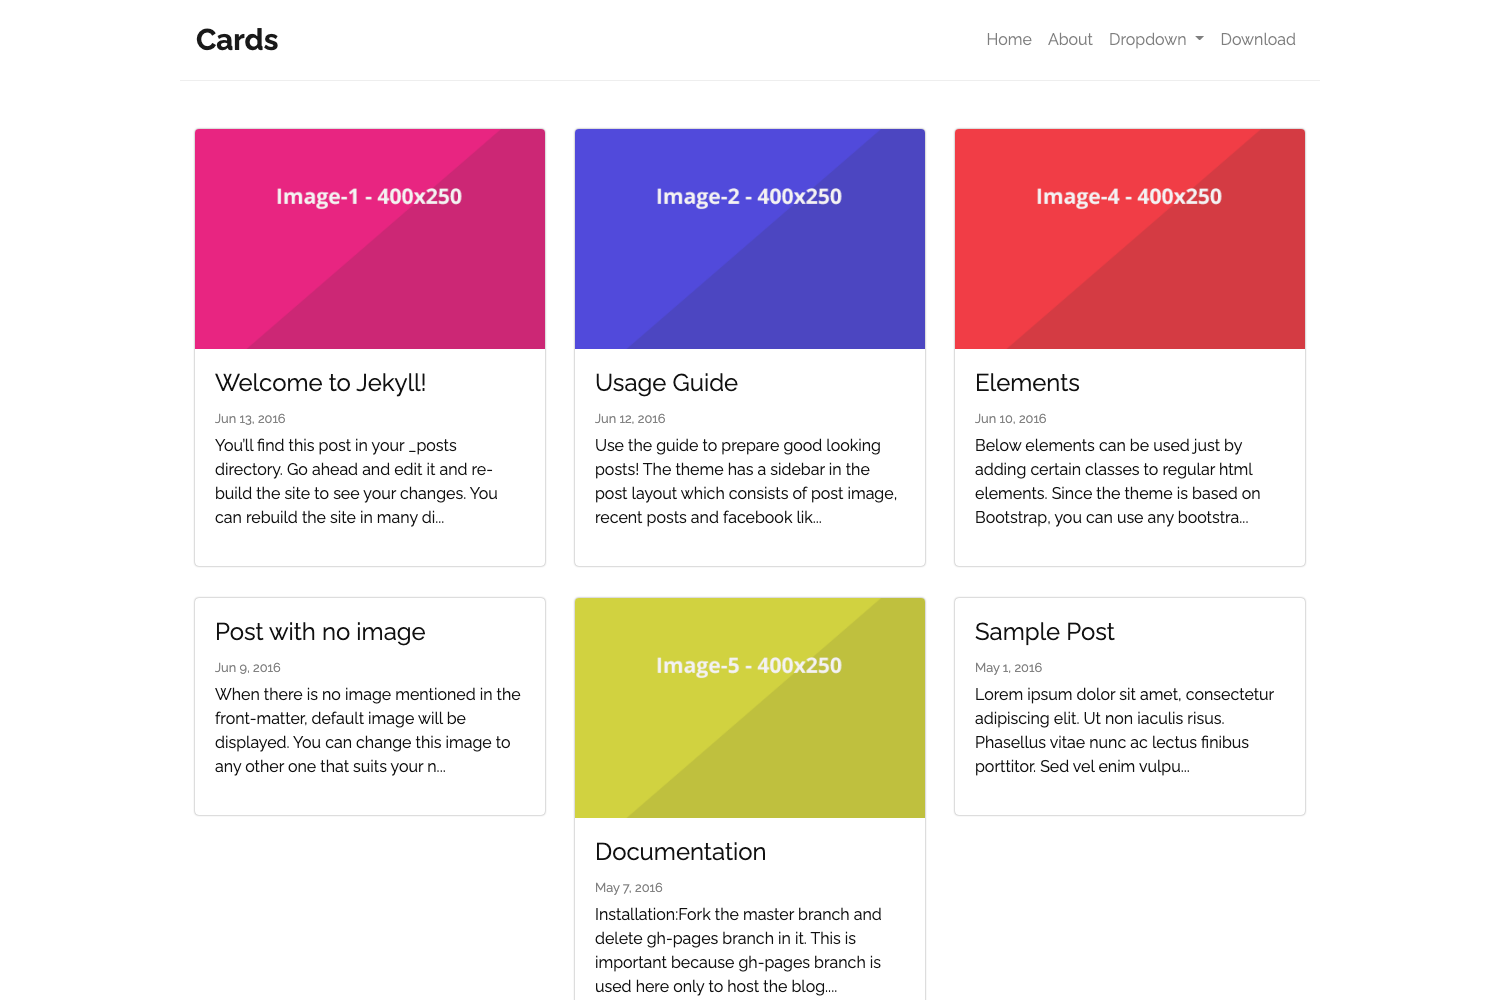 Cards
Home
About
Dropdown
Download
Image-1 - 400x250
Welcome to Jekyll!
Jun 13, 2016
You'll find this post in your _posts
directory. Go ahead and edit it and re-
build the site to see your changes. You
can rebuild the site in many di...
Image-2 - 400x250
Usage Guide
Jun 12, 2016
Use the guide to prepare good looking
posts! The theme has a sidebar in the
post layout which consists of post image,
recent posts and facebook lik...
Image-4 - 400x250
Elements
Jun 10, 2016
Below elements can be used just by
adding certain classes to regular html
elements. Since the theme is based on
Bootstrap, you can use any bootstra...
Post with no image
Jun 9, 2016
When there is no image mentioned in the
front-matter, default image will be
displayed. You can change this image to
any other one that suits your n...
Image-5 - 400x250
Documentation
May 7, 2016
Installation:Fork the master branch and
delete gh-pages branch in it. This is
important because gh-pages branch is
used here only to host the blog....
Sample Post
May 1, 2016
Lorem ipsum dolor sit amet, consectetur
adipiscing elit. Ut non iaculis risus.
Phasellus vitae nunc ac lectus finibus
porttitor. Sed vel enim vulpu...